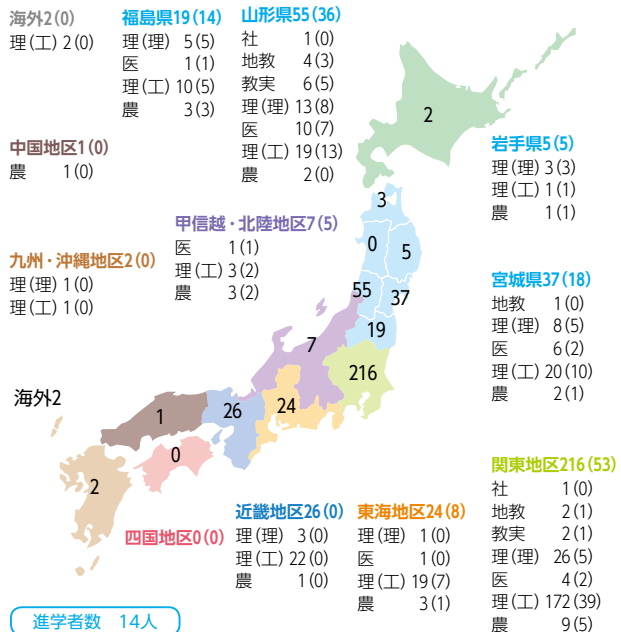 海外2(0)
理(工) 2(0)
福島県19(14)
理(理) 5(5)
医 1(1)
理(工) 10(5)
農 3(3)
山形県55(36)
社 1(0)
地教 4(3)
教実 6(5)
理(理) 13(8)
医 10(7)
理(工) 19(13)
農 2(0)
中国地区1(0)
農 1(0)
岩手県5(5)
理(理) 3(3)
理(工) 1(1)
農 1(1)
甲信越・北陸地区7(5)
医 1(1)
理(工) 3(2)
農 3(2)
九州・沖縄地区2(0)
理(理) 1(0)
理(工) 1(0)
宮城県37(18)
地教 1(0)
理(理) 8(5)
医 6(2)
理(工) 20(10)
農 2(1)
2
3
0
5
55
37
19
7
216
24
26
1
0
2
海外2
関東地区216(53)
社 1(0)
地教 2(1)
教実 2(1)
理(理) 26(5)
医 4(2)
理(工) 172(39)
農 9(5)
四国地区0(0)
近畿地区26(0)
理(理) 3(0)
理(工) 22(0)
農 1(0)
東海地区24(8)
理(理) 1(0)
医 1(0)
理(工) 19(7)
農 3(1)
進学者数 14人